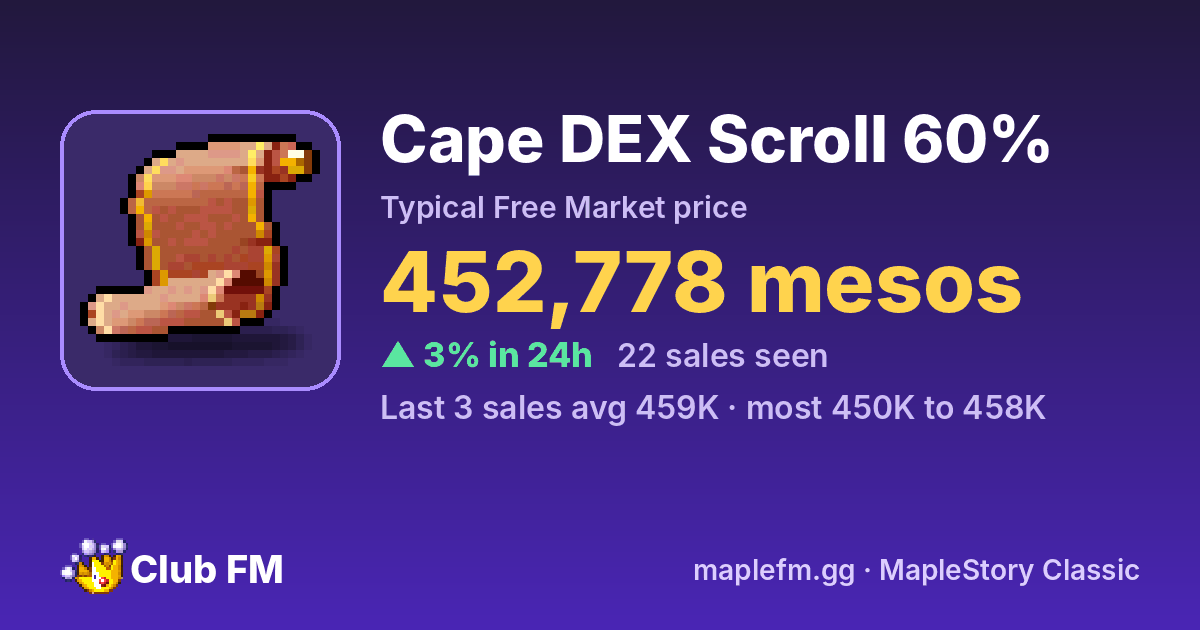 Cape DEX Scroll 60%
Typical Free Market price
452,778 mesos
▲ 3% in 24h 22 sales seen
Last 3 sales avg 459K · most 450K to 458K
Club FM
maplefm.gg · MapleStory Classic